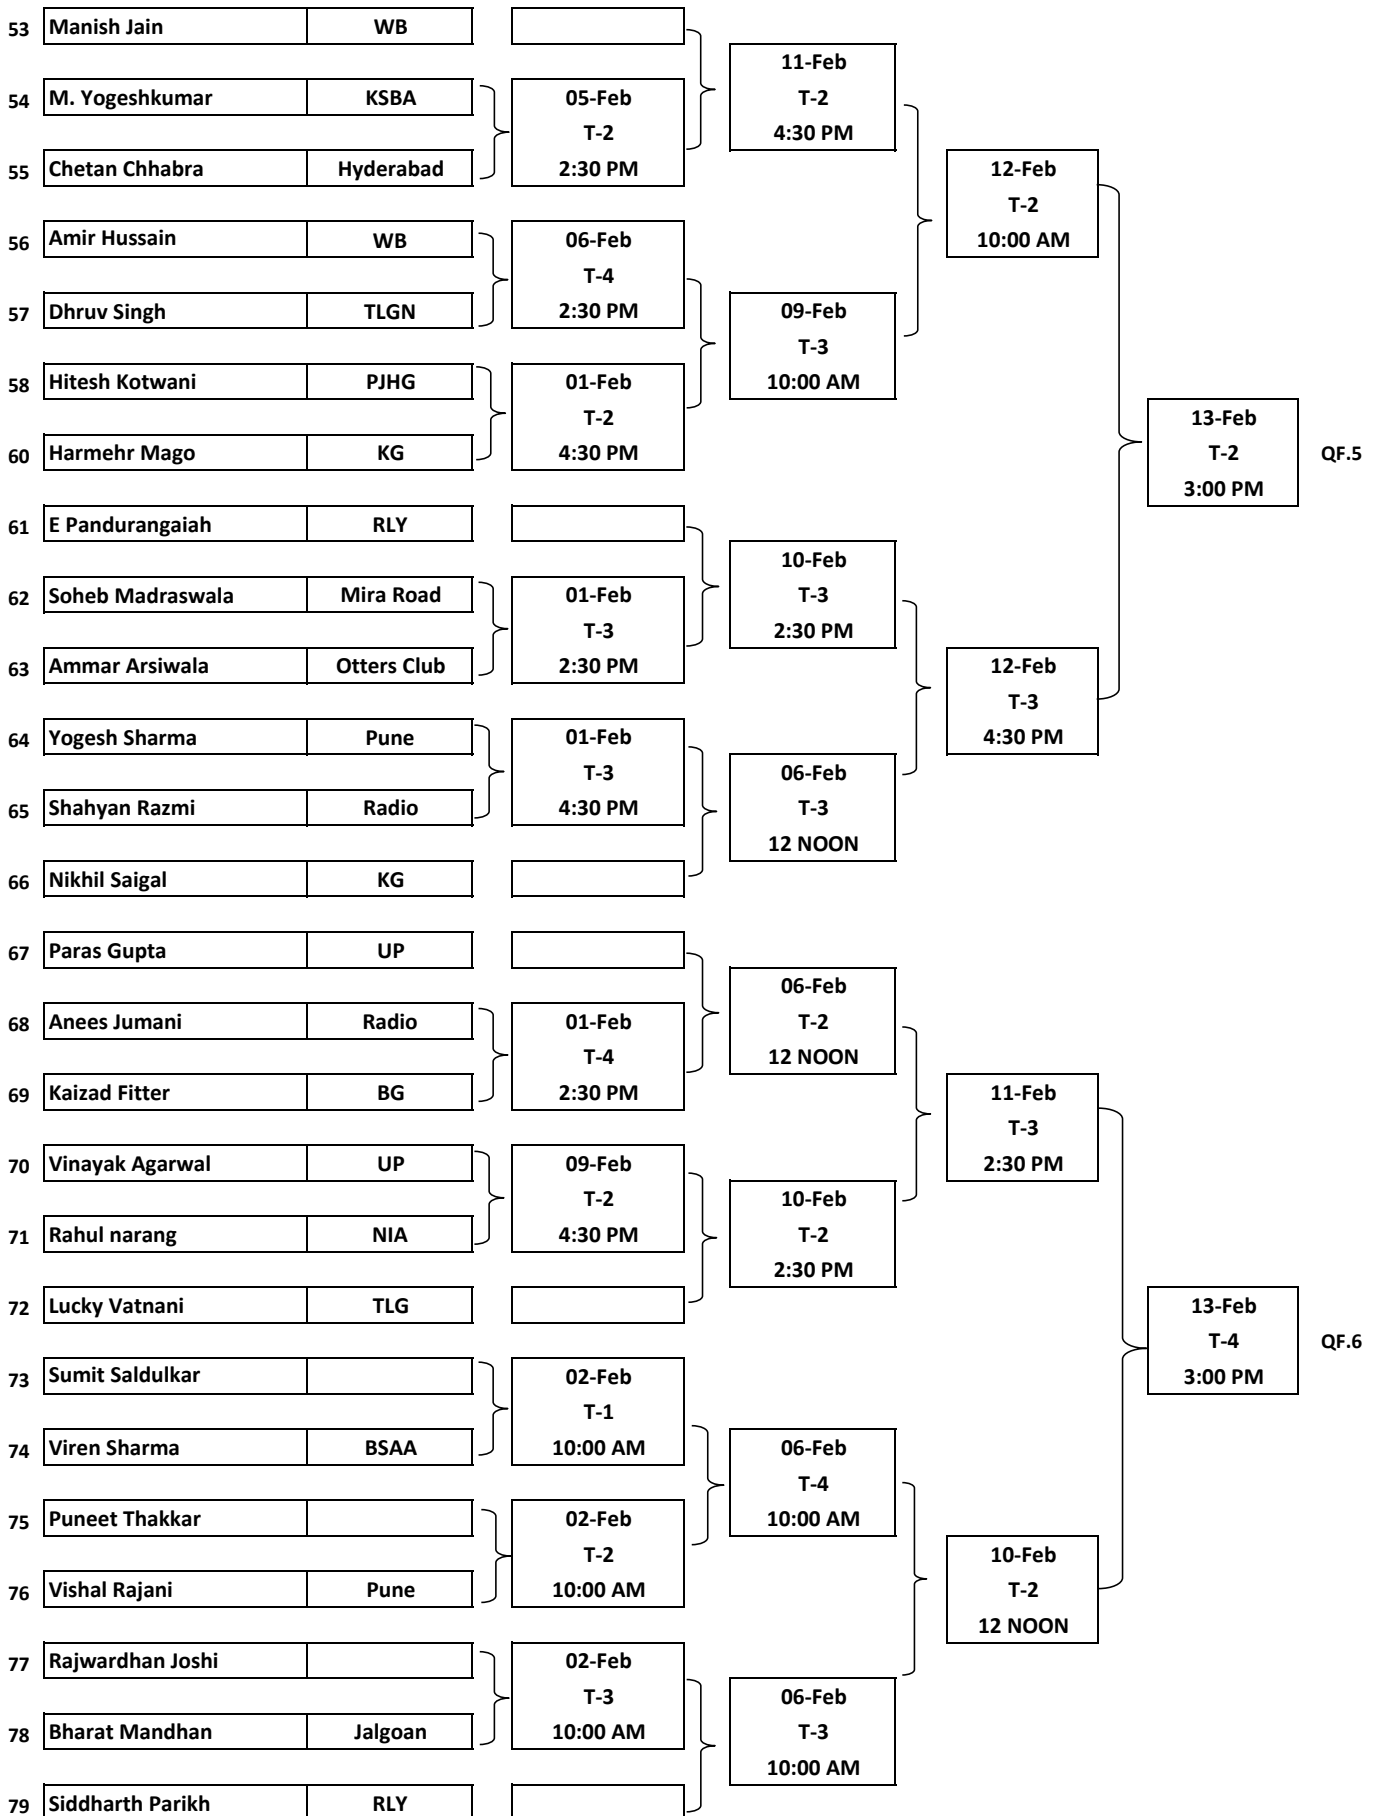 53 Manish Jain WB
11-Feb
54 M. Yogeshkumar KSBA 05-Feb T-2
T-2 4:30 PM
55 Chetan Chhabra Hyderabad 2:30 PM 12-Feb
T-2
56 Amir Hussain WB 06-Feb 10:00 AM
T-4
57 Dhruv Singh TLGN 2:30 PM 09-Feb
T-3
58 Hitesh Kotwani PJHG 01-Feb 10:00 AM
T-2 13-Feb
60 Harmehr Mago KG 4:30 PM T-2 QF.5
3:00 PM
61 E Pandurangaiah RLY
10-Feb
62 Soheb Madraswala Mira Road 01-Feb T-3
T-3 2:30 PM
63 Ammar Arsiwala Otters Club 2:30 PM 12-Feb
T-3
64 Yogesh Sharma Pune 01-Feb 4:30 PM
T-3 06-Feb
65 Shahyan Razmi Radio 4:30 PM T-3
12 NOON
66 Nikhil Saigal KG
67 Paras Gupta UP
06-Feb
68 Anees Jumani Radio 01-Feb T-2
T-4 12 NOON
69 Kaizad Fitter BG 2:30 PM 11-Feb
T-3
70 Vinayak Agarwal UP 09-Feb 2:30 PM
T-2 10-Feb
71 Rahul narang NIA 4:30 PM T-2
2:30 PM
72 Lucky Vatnani TLG 13-Feb
T-4 QF.6
73 Sumit Saldulkar 02-Feb 3:00 PM
T-1
74 Viren Sharma BSAA 10:00 AM 06-Feb
T-4
75 Puneet Thakkar 02-Feb 10:00 AM
T-2 10-Feb
76 Vishal Rajani Pune 10:00 AM T-2
12 NOON
77 Rajwardhan Joshi 02-Feb
T-3 06-Feb
78 Bharat Mandhan Jalgoan 10:00 AM T-3
10:00 AM
79 Siddharth Parikh RLY